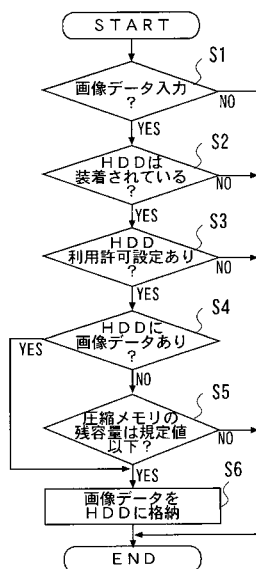 START
S1
画像データ入力
?
NO
YES
S2
HDDは
装着されている
?
NO
YES
S3
HDD
利用許可設定あり
?
NO
YES
S4
YES
HDDに
画像データあり
?
NO
S5
圧縮メモリの
残容量は規定値
以下?
NO
YES
S6
画像データを
HDDに格納
END